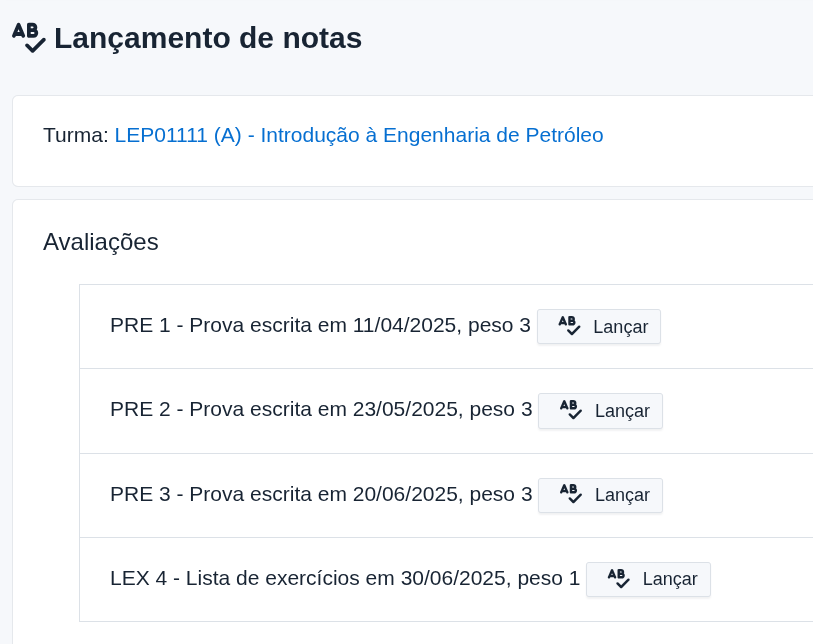 Lançamento de notas
Turma: LEP01111 (A) - Introdução à Engenharia de Petróleo
Avaliações
PRE 1 - Prova escrita em 11/04/2025, peso 3 AB Lançar
PRE 2 - Prova escrita em 23/05/2025, peso 3 AB Lançar
PRE 3 - Prova escrita em 20/06/2025, peso 3 AB Lançar
LEX 4 - Lista de exercícios em 30/06/2025, peso 1 AB Lançar